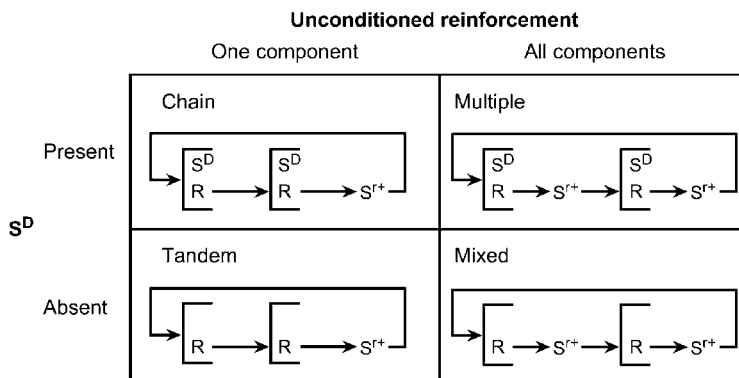 Unconditioned reinforcement
One component All components
Chain Multiple
Present
S^D S^D S^D S^D
R R S^r+ R S^r+ R S^r+
S^D
Tandem Mixed
Absent
R R S^r+ R S^r+ R S^r+